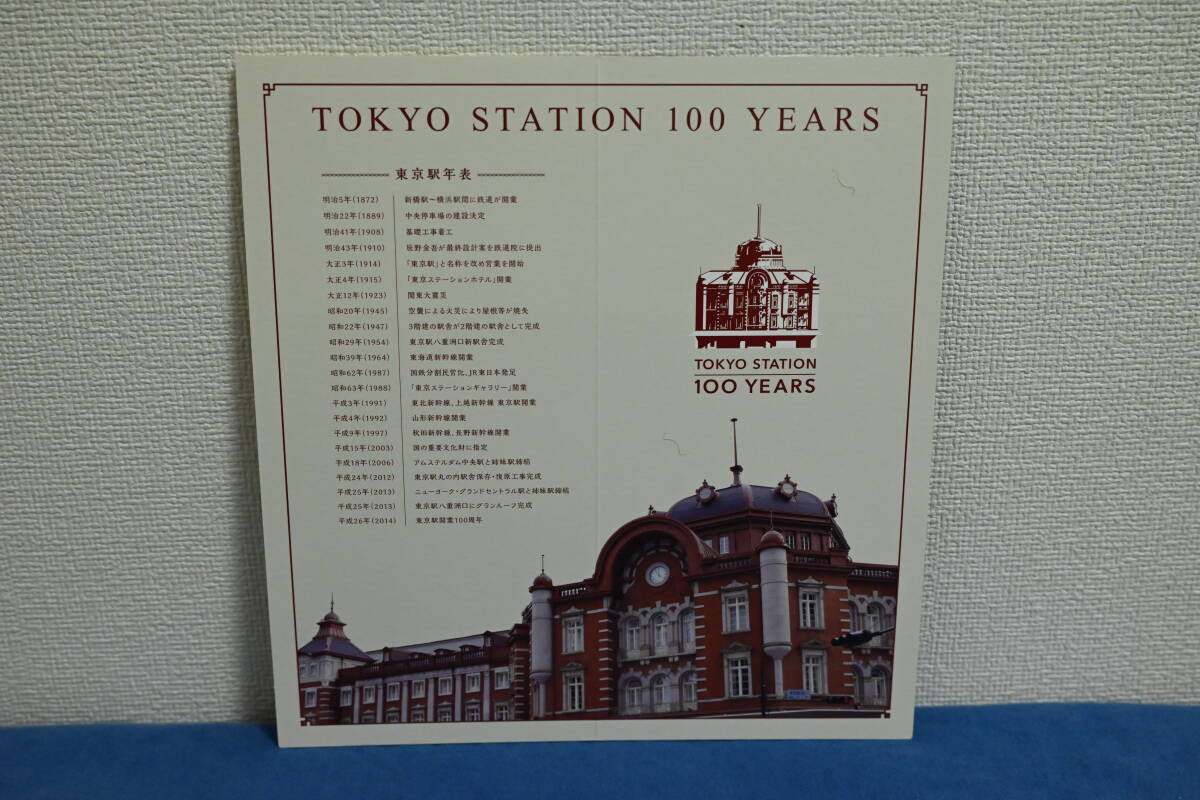 TOKYO STATION 100 YEARS
東京駅年表
明治5年(1872) 新橋駅～横浜駅間に鉄道が開業
明治22年(1889) 中央停車場の建設決定
明治41年(1908) 基礎工事着工
明治43年(1910) 辰野金吾が最終設計案を鉄道院に提出
大正3年(1914) 「東京駅」と名称を改め営業を開始
大正4年(1915) 「東京ステーションホテル」開業
大正12年(1923) 関東大震災
昭和20年(1945) 空襲による火災により屋根等が焼失
昭和22年(1947) 3階建の駅舎が2階建の駅舎として完成
昭和29年(1954) 東京駅八重洲口新駅舎完成
昭和39年(1964) 東海道新幹線開業
昭和62年(1987) 国鉄分割民営化、JR東日本発足
昭和63年(1988) 「東京ステーションギャラリー」開業
平成3年(1991) 東北新幹線、上越新幹線 東京駅開業
平成4年(1992) 山形新幹線開業
平成9年(1997) 秋田新幹線、長野新幹線開業
平成15年(2003) 国の重要文化財に指定
平成18年(2006) アムステルダム中央駅と姉妹駅締結
平成24年(2012) 東京駅丸の内駅舎保存・復原工事完成
平成25年(2013) ニューヨーク・グランドセントラル駅と姉妹駅締結
平成25年(2013) 東京駅八重洲口にグランルーフ完成
平成26年(2014) 東京駅開業100周年
TOKYO STATION
100 YEARS